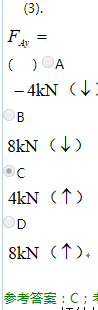 (3).
F_Ay =
( ) A
−4kN (↓)
B
8kN (↓)
C
4kN (↑)
D
8kN (↑)。
参考答案：C；